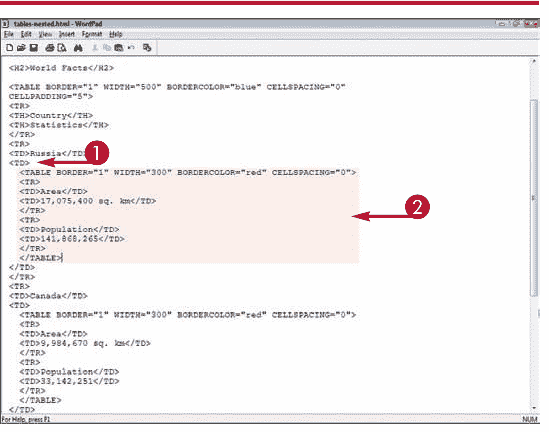 tables-nested.html - WordPad
File Edit View Insert Format Help
<H2>World Facts</H2>
<TABLE BORDER="1" WIDTH="500" BORDERCOLOR="blue" CELLSPACING="0"
CELLPADDING="5">
<TR>
<TH>Country</TH>
<TH>Statistics</TH>
</TR>
<TR>
<TD>Russia</TD>
1
<TD>
<TABLE BORDER="1" WIDTH="300" BORDERCOLOR="red" CELLSPACING="0">
<TR>
<TD>Area</TD>
<TD>17,075,400 sq. km</TD>
</TR>
2
<TR>
<TD>Population</TD>
<TD>141,868,265</TD>
</TR>
</TABLE>
</TD>
</TR>
<TR>
<TD>Canada</TD>
<TD>
<TABLE BORDER="1" WIDTH="300" BORDERCOLOR="red" CELLSPACING="0">
<TR>
<TD>Area</TD>
<TD>9,984,670 sq. km</TD>
</TR>
<TR>
<TD>Population</TD>
<TD>33,142,251</TD>
</TR>
</TABLE>
</TD>
For Help, press F1
NUM